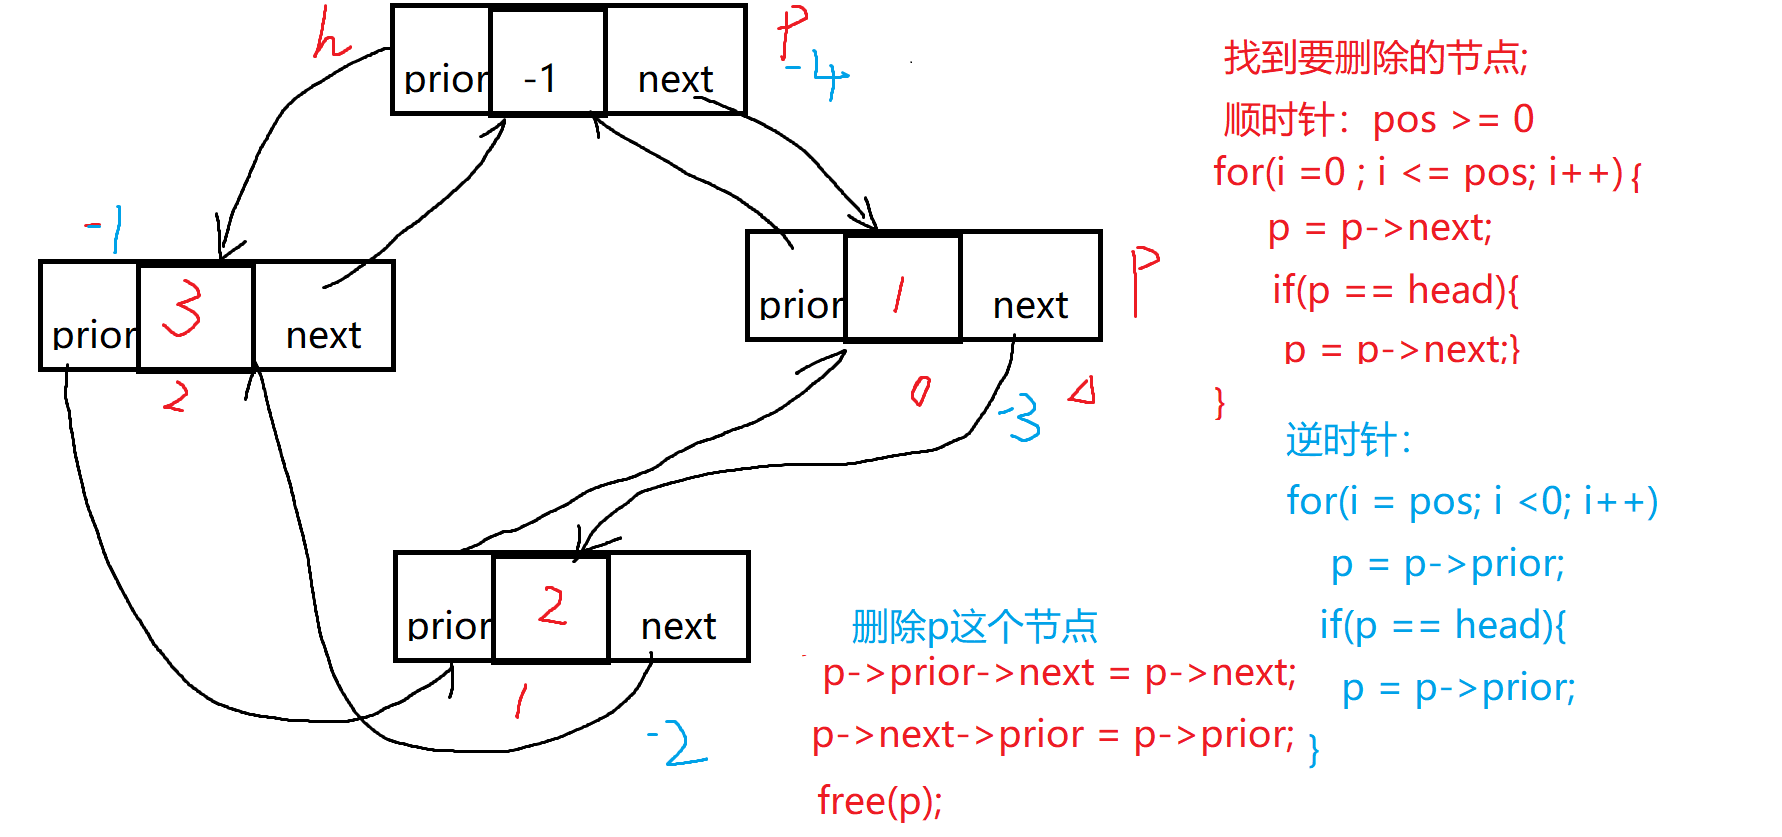 h
prior -1 next
P
-4
-1
prior 3 next
2
prior 1 next
P
0
-3
prior 2 next
1
-2
找到要删除的节点;
顺时针：pos >= 0
for(i =0 ; i <= pos; i++){
p = p->next;
if(p == head){
p = p->next;}
}
逆时针：
for(i = pos; i <0; i++)
p = p->prior;
if(p == head){
p = p->prior;
}
删除p这个节点
p->prior->next = p->next;
p->next->prior = p->prior;
free(p);